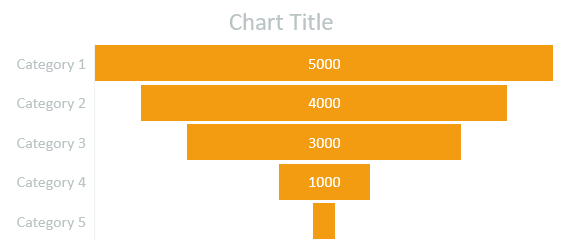 Chart Title
Category 1 5000
Category 2 4000
Category 3 3000
Category 4 1000
Category 5